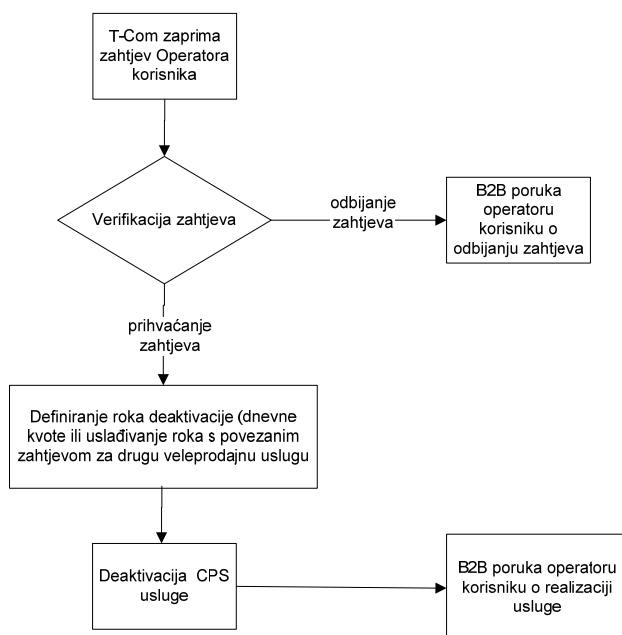 T-Com zaprima
zahtjev Operatora
korisnika
Verifikacija zahtjeva
odbijanje
zahtjeva
B2B poruka
operatoru
korisniku o
odbijanju zahtjeva
prihvaćanje
zahtjeva
Definiranje roka deaktivacije (dnevne
kvote ili uslađivanje roka s povezanim
zahtjevom za drugu veleprodajnu uslugu
Deaktivacija CPS
usluge
B2B poruka operatoru
korisniku o realizaciji
usluge